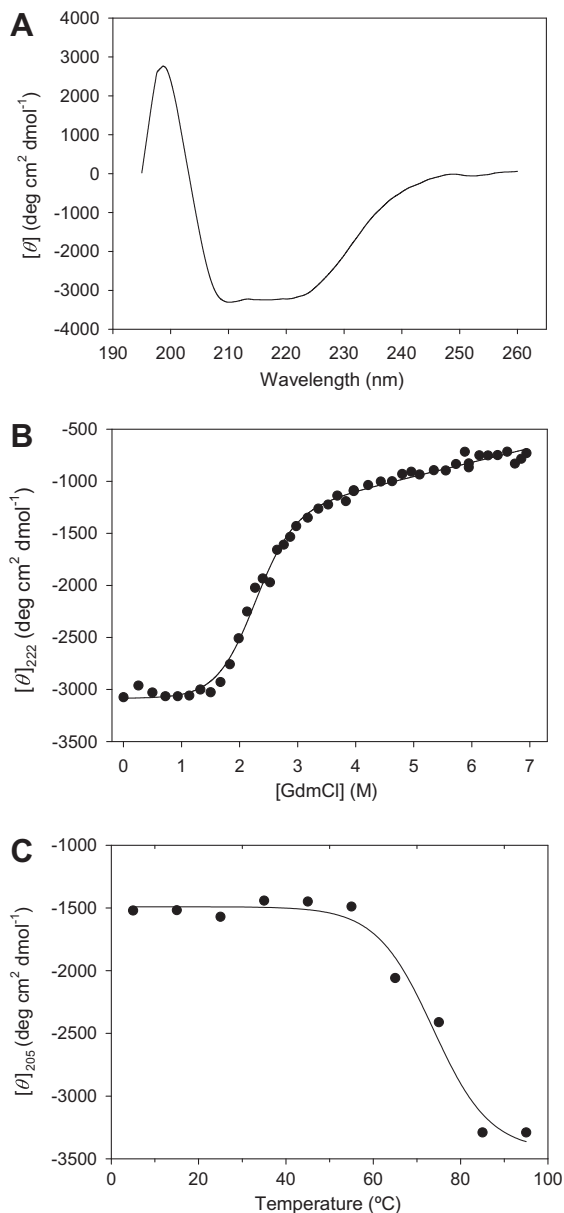 A
4000
3000
2000
1000
0
-1000
-2000
-3000
-4000
[θ] (deg cm² dmol⁻¹)
190 200 210 220 230 240 250 260
Wavelength (nm)
B
-500
-1000
-1500
-2000
-2500
-3000
-3500
[θ]₂₂₂ (deg cm² dmol⁻¹)
0 1 2 3 4 5 6 7
[GdmCl] (M)
C
-1000
-1500
-2000
-2500
-3000
-3500
[θ]₂₀₅ (deg cm² dmol⁻¹)
0 20 40 60 80 100
Temperature (ºC)